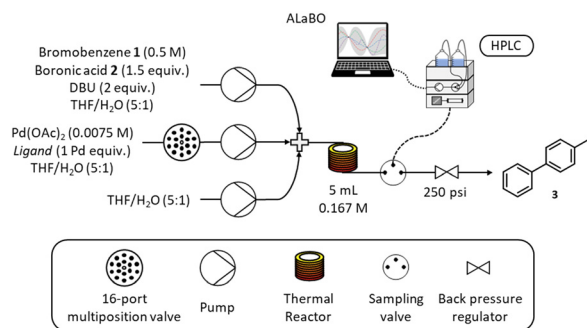 ALaBO
HPLC
Bromobenzene 1 (0.5 M)
Boronic acid 2 (1.5 equiv.)
DBU (2 equiv.)
THF/H₂O (5:1)
Pd(OAc)₂ (0.0075 M)
Ligand (1 Pd equiv.)
THF/H₂O (5:1)
THF/H₂O (5:1)
5 mL
0.167 M
250 psi
3
16-port
multiposition valve
Pump
Thermal
Reactor
Sampling
valve
Back pressure
regulator